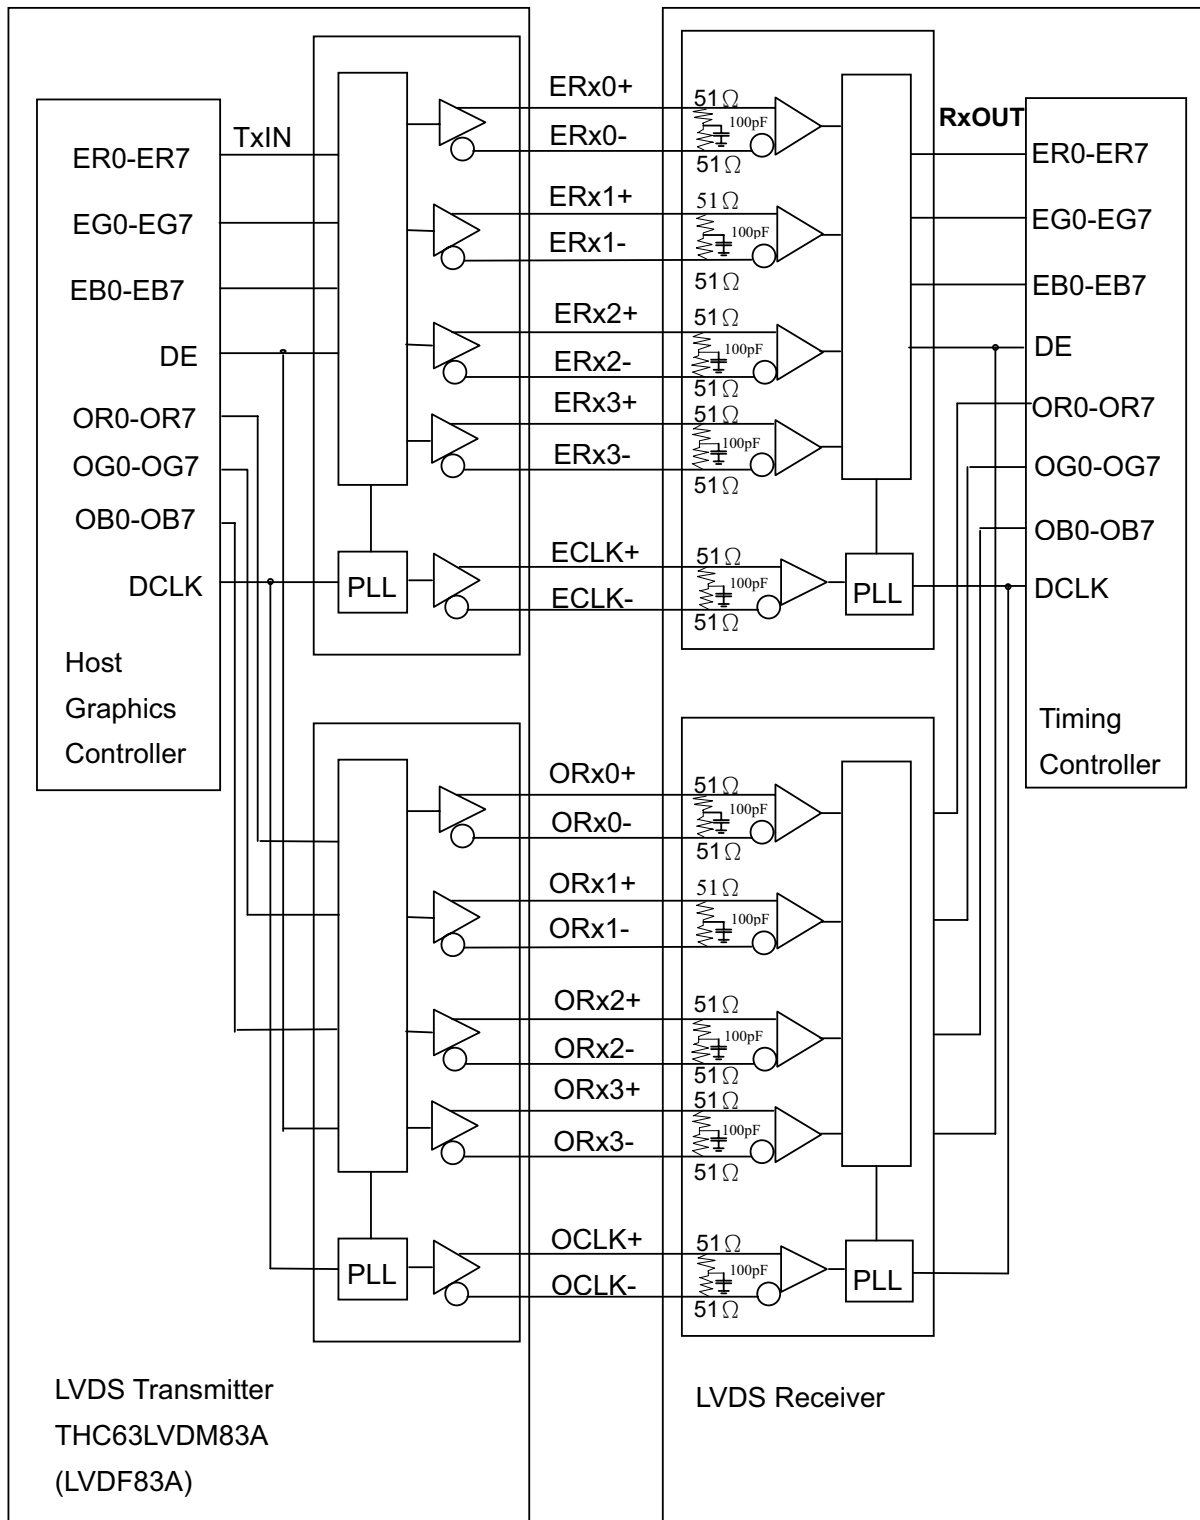 ERx0+
51Ω
100pF
RxOUT
TxIN
ERx0-
51Ω
ER0-ER7
ER0-ER7
ERx1+
51Ω
100pF
EG0-EG7
EG0-EG7
ERx1-
51Ω
EB0-EB7
EB0-EB7
ERx2+
51Ω
100pF
DE
DE
ERx2-
51Ω
ERx3+
51Ω
100pF
OR0-OR7
OR0-OR7
ERx3-
51Ω
OG0-OG7
OG0-OG7
OB0-OB7
OB0-OB7
ECLK+
51Ω
100pF
DCLK
PLL
PLL
DCLK
ECLK-
51Ω
Host
Graphics
Controller
Timing
Controller
ORx0+
51Ω
100pF
ORx0-
51Ω
ORx1+
51Ω
100pF
ORx1-
ORx2+
51Ω
100pF
ORx2-
51Ω
ORx3+
51Ω
100pF
ORx3-
51Ω
OCLK+
51Ω
100pF
PLL
PLL
OCLK-
51Ω
LVDS Transmitter
THC63LVDM83A
(LVDF83A)
LVDS Receiver